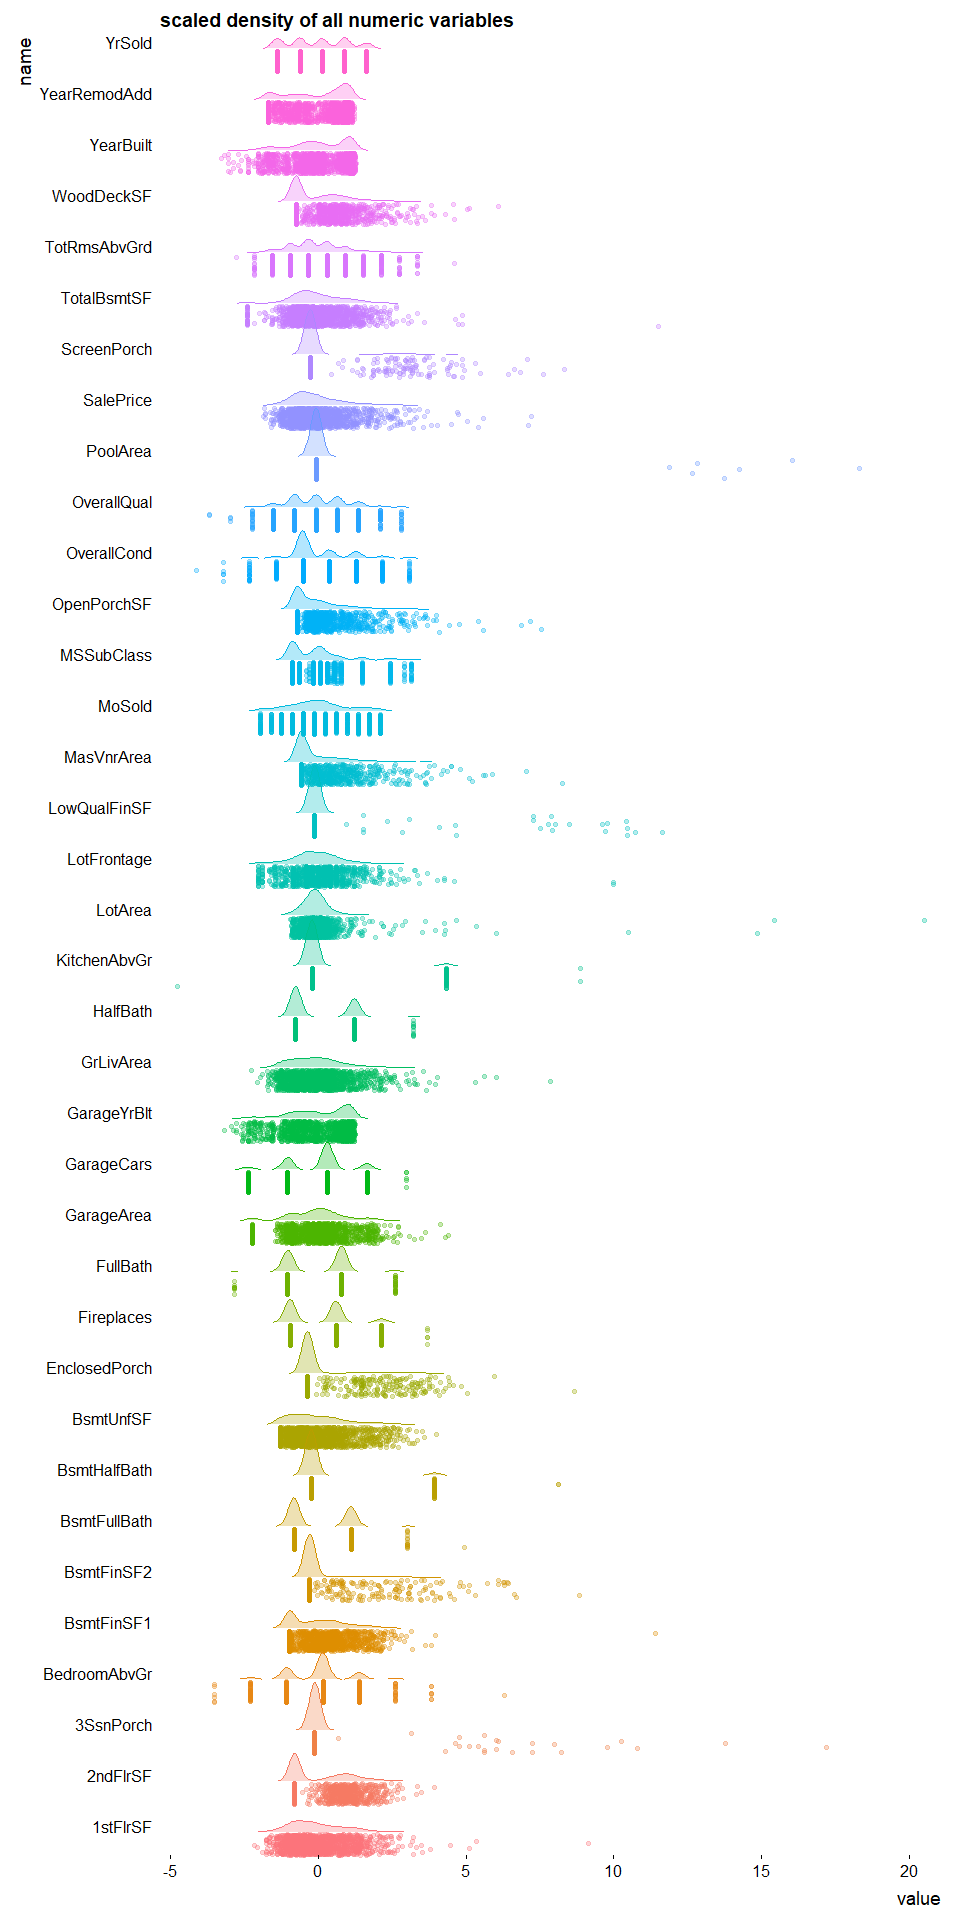 scaled density of all numeric variables
name
YrSold
YearRemodAdd
YearBuilt
WoodDeckSF
TotRmsAbvGrd
TotalBsmtSF
ScreenPorch
SalePrice
PoolArea
OverallQual
OverallCond
OpenPorchSF
MSSubClass
MoSold
MasVnrArea
LowQualFinSF
LotFrontage
LotArea
KitchenAbvGr
HalfBath
GrLivArea
GarageYrBlt
GarageCars
GarageArea
FullBath
Fireplaces
EnclosedPorch
BsmtUnfSF
BsmtHalfBath
BsmtFullBath
BsmtFinSF2
BsmtFinSF1
BedroomAbvGr
3SsnPorch
2ndFlrSF
1stFlrSF
-5 0 5 10 15 20
value